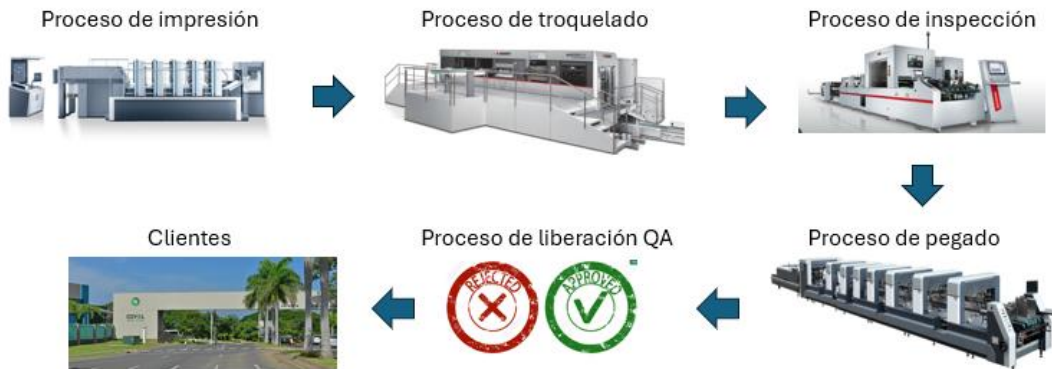 Proceso de impresión
Proceso de troquelado
Proceso de inspección
Clientes
Proceso de liberación QA
Proceso de pegado
REJECTED
APPROVED